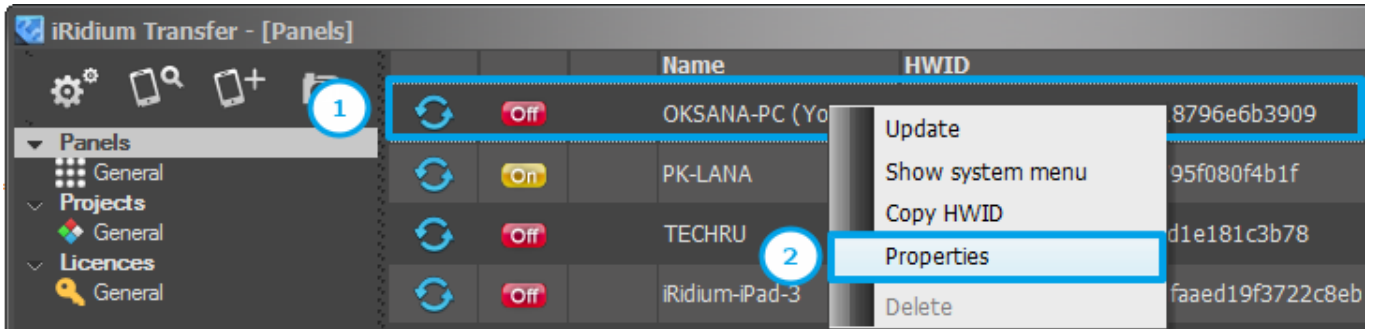 iRidium Transfer - [Panels]
Name HWID
1
Off OKSANA-PC (Yo 8796e6b3909
Update
Panels
General
On PK-LANA 95f080f4b1f
Show system menu
Projects
Copy HWID
General
Off TECHRU d1e181c3b78
2
Properties
Licences
General
Off iRidium-iPad-3 faaed19f3722c8eb
Delete